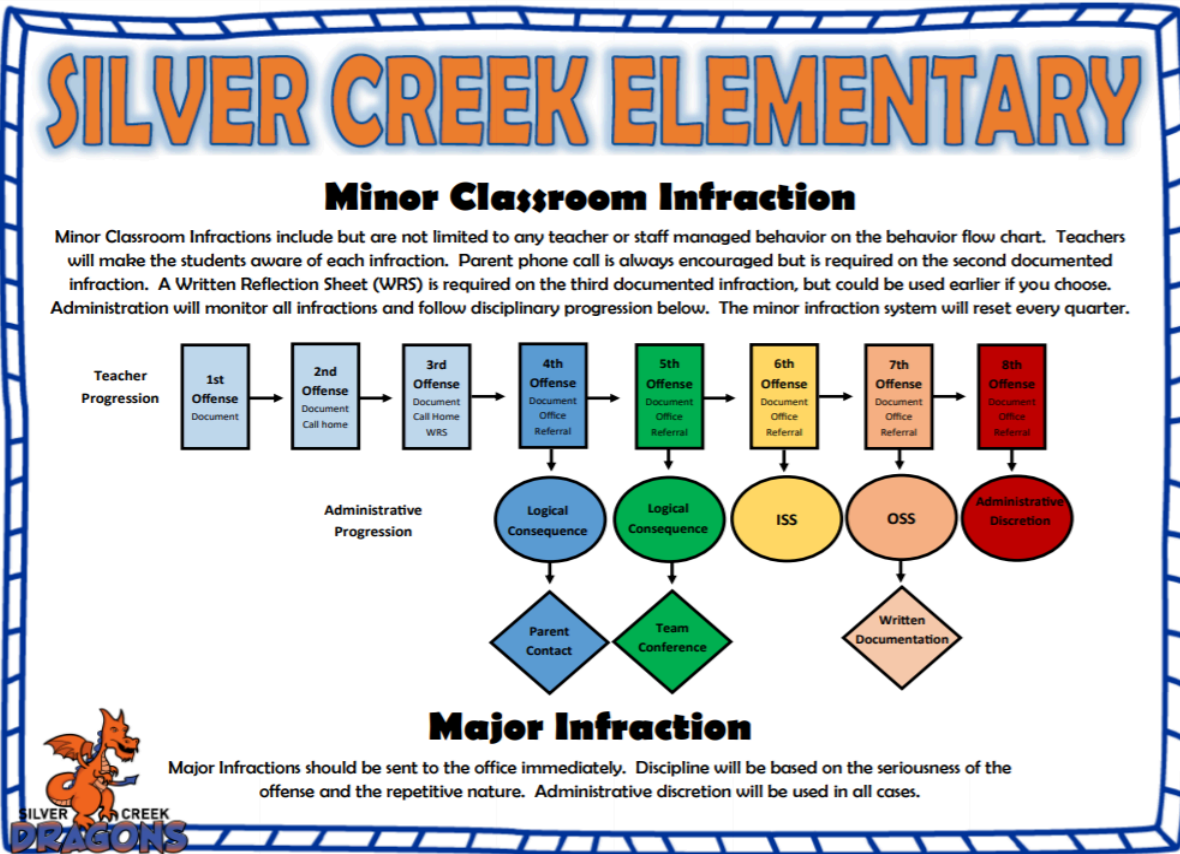 SILVER CREEK ELEMENTARY
Minor Classroom Infraction
Minor Classroom Infractions include but are not limited to any teacher or staff managed behavior on the behavior flow chart. Teachers
will make the students aware of each infraction. Parent phone call is always encouraged but is required on the second documented
infraction. A Written Reflection Sheet (WRS) is required on the third documented infraction, but could be used earlier if you choose.
Administration will monitor all infractions and follow disciplinary progression below. The minor infraction system will reset every quarter.
Teacher
Progression
1st
Offense
Document
2nd
Offense
Document
Call home
3rd
Offense
Document
Call Home
WRS
4th
Offense
Document
Office
Referral
5th
Offense
Document
Office
Referral
6th
Offense
Document
Office
Referral
7th
Offense
Document
Office
Referral
8th
Offense
Document
Office
Referral
Administrative
Progression
Logical
Consequence
Logical
Consequence
ISS
OSS
Administrative
Discretion
Parent
Contact
Team
Conference
Written
Documentation
Major Infraction
Major Infractions should be sent to the office immediately. Discipline will be based on the seriousness of the
offense and the repetitive nature. Administrative discretion will be used in all cases.
SILVER CREEK
DRAGONS